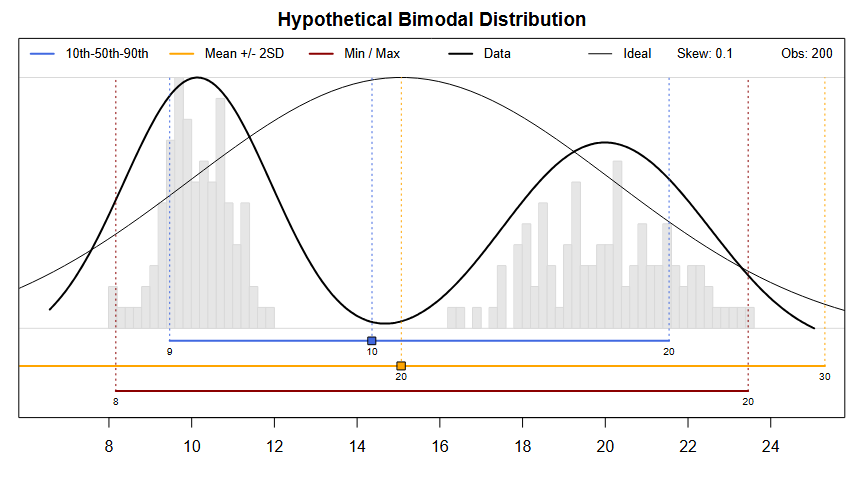 Hypothetical Bimodal Distribution
10th-50th-90th Mean +/- 2SD Min / Max Data Ideal Skew: 0.1 Obs: 200
9 10 20
20 30
8 20
8 10 12 14 16 18 20 22 24